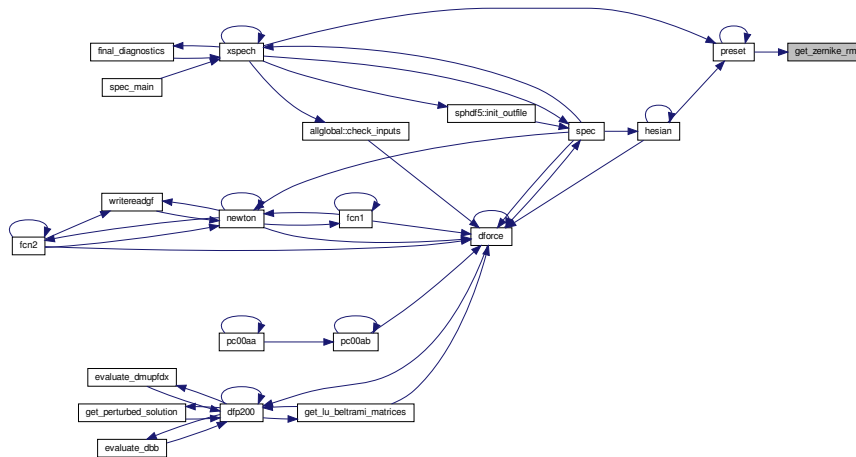 final_diagnostics
xspech
preset
get_zernike_rm
spec_main
sphdf5::init_outfile
allglobal::check_inputs
spec
hesian
writereadgf
newton
fcn1
fcn2
dforce
pc00aa
pc00ab
evaluate_dmupfdx
get_perturbed_solution
dfp200
get_lu_beltrami_matrices
evaluate_dbb